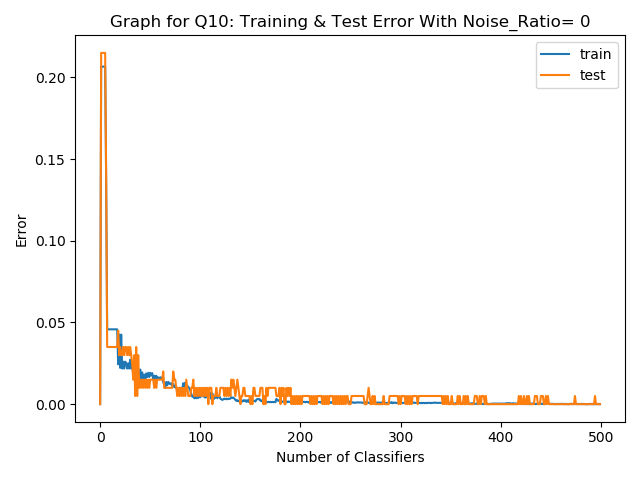 Graph for Q10: Training & Test Error With Noise_Ratio= 0
train
test
0.20
0.15
0.10
0.05
0.00
Error
0 100 200 300 400 500
Number of Classifiers